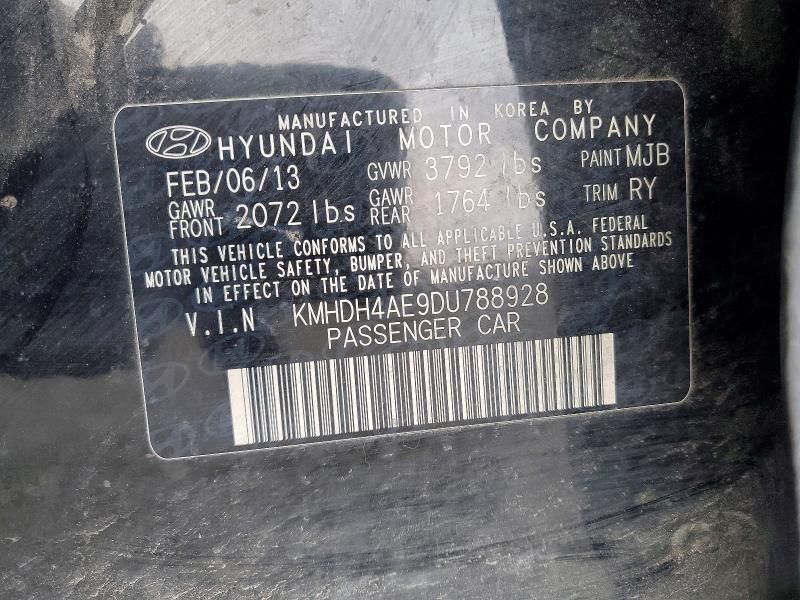 MANUFACTURED IN KOREA BY
HYUNDAI MOTOR COMPANY
FEB/06/13 GVWR 3792 lbs PAINT MJB
GAWR FRONT 2072 lbs GAWR REAR 1764 lbs TRIM RY
THIS VEHICLE CONFORMS TO ALL APPLICABLE U.S.A. FEDERAL
MOTOR VEHICLE SAFETY, BUMPER, AND THEFT PREVENTION STANDARDS
IN EFFECT ON THE DATE OF MANUFACTURE SHOWN ABOVE
V.I.N KMHDH4AE9DU788928
PASSENGER CAR